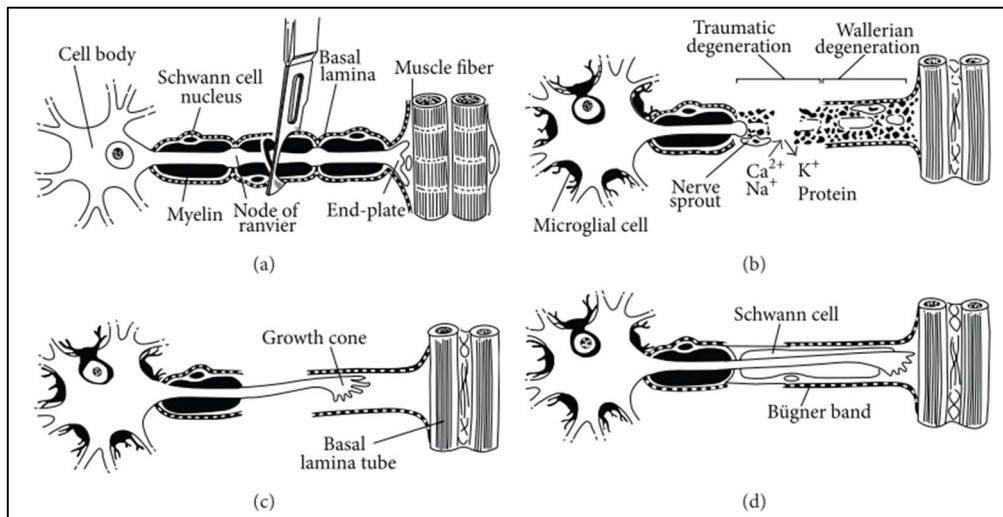 Cell body
Schwann cell
nucleus
Basal
lamina
Muscle fiber
Myelin
Node of
ranvier
End-plate
(a)
Traumatic
degeneration
Wallerian
degeneration
Microglial cell
Nerve
sprout
Ca2+
Na+
K+
Protein
(b)
Growth cone
Basal
lamina tube
(c)
Schwann cell
Bügner band
(d)